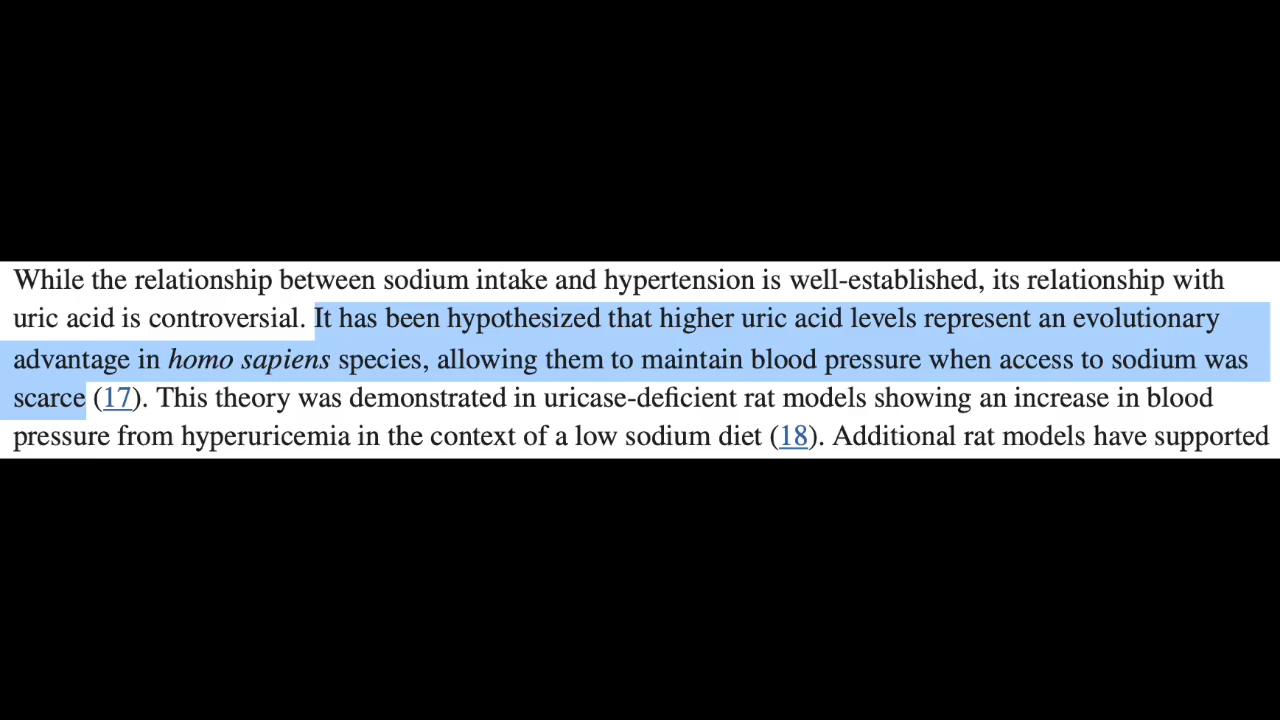 While the relationship between sodium intake and hypertension is well-established, its relationship with
uric acid is controversial. It has been hypothesized that higher uric acid levels represent an evolutionary
advantage in homo sapiens species, allowing them to maintain blood pressure when access to sodium was
scarce (17). This theory was demonstrated in uricase-deficient rat models showing an increase in blood
pressure from hyperuricemia in the context of a low sodium diet (18). Additional rat models have supported